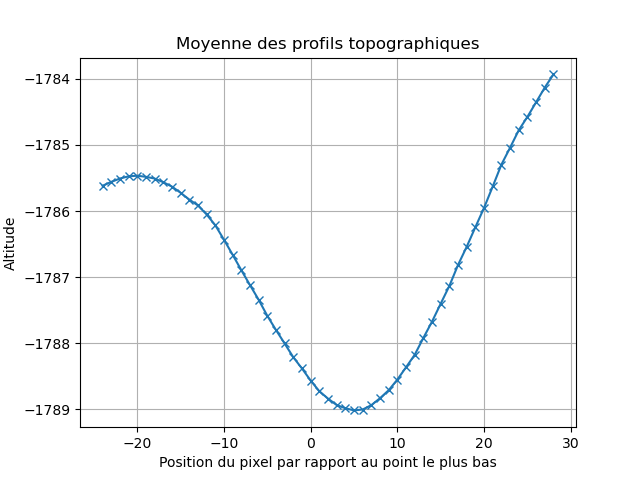 Moyenne des profils topographiques
Altitude
−1784
−1785
−1786
−1787
−1788
−1789
−20 −10 0 10 20 30
Position du pixel par rapport au point le plus bas